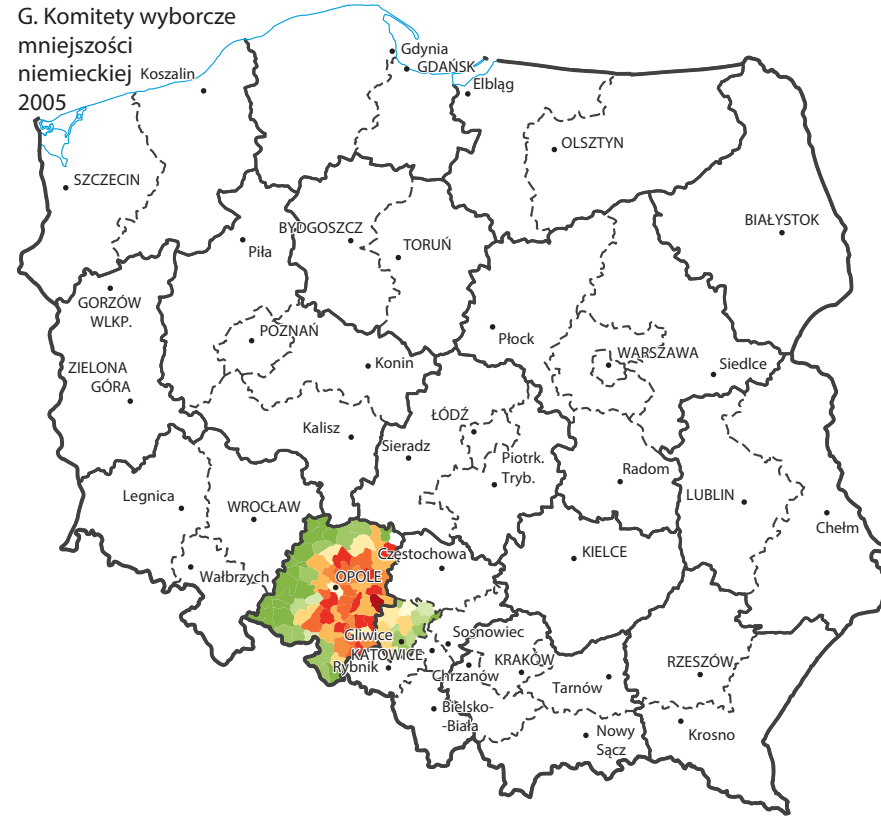 G. Komitety wyborcze
mniejszości
niemieckiej
2005
Koszalin
Gdynia
GDAŃSK
Elbląg
OLSZTYN
SZCZECIN
BIAŁYSTOK
BYDGOSZCZ
TORUŃ
Piła
GORZÓW
WLKP.
POZNAŃ
Płock
WARSZAWA
Siedlce
ZIELONA
GÓRA
Konin
Kalisz
ŁÓDŹ
Sieradz
Piotrk.
Tryb.
Radom
LUBLIN
Chełm
Legnica
WROCŁAW
Częstochowa
KIELCE
Wałbrzych
OPOLE
Gliwice
Sosnowiec
KATOWICE
Rybnik
Chrzanów
KRAKÓW
Tarnów
RZESZÓW
Bielsko-
-Biała
Nowy
Sącz
Krosno